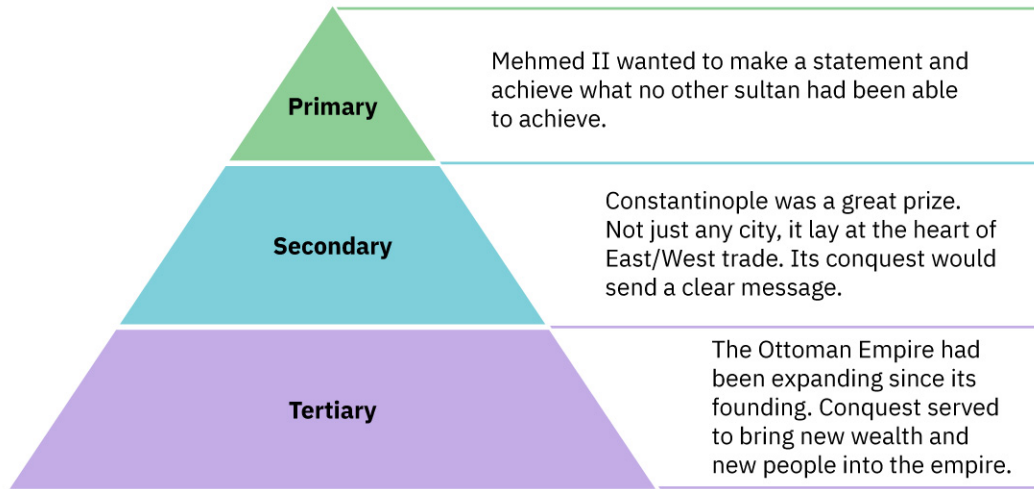 Primary
Mehmed II wanted to make a statement and
achieve what no other sultan had been able
to achieve.
Secondary
Constantinople was a great prize.
Not just any city, it lay at the heart of
East/West trade. Its conquest would
send a clear message.
Tertiary
The Ottoman Empire had
been expanding since its
founding. Conquest served
to bring new wealth and
new people into the empire.